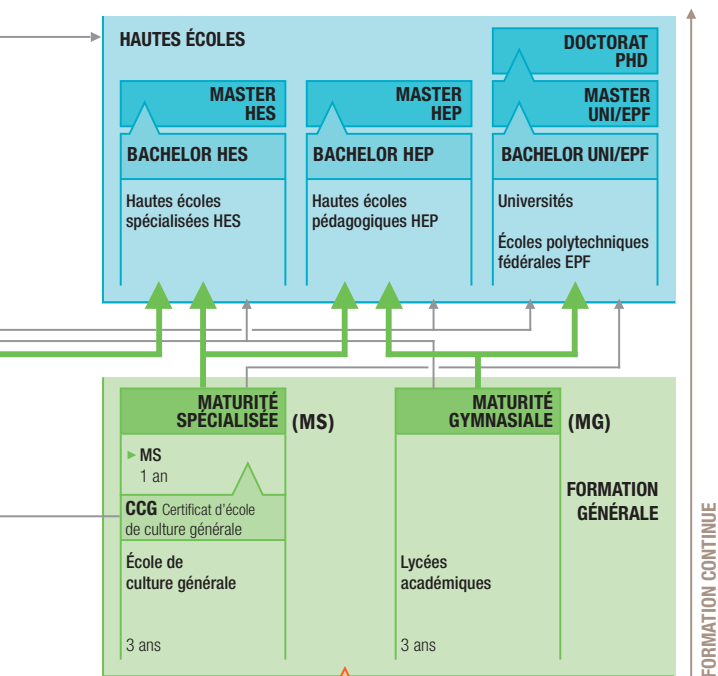 HAUTES ÉCOLES
DOCTORAT
PHD
MASTER
HES
MASTER
HEP
MASTER
UNI/EPF
BACHELOR HES
BACHELOR HEP
BACHELOR UNI/EPF
Hautes écoles
spécialisées HES
Hautes écoles
pédagogiques HEP
Universités
Écoles polytechniques
fédérales EPF
MATURITÉ
SPÉCIALISÉE
(MS)
MATURITÉ
GYMNASIALE
(MG)
► MS
1 an
CCG Certificat d'école
de culture générale
École de
culture générale
3 ans
Lycées
académiques
3 ans
FORMATION
GÉNÉRALE
FORMATION CONTINUE